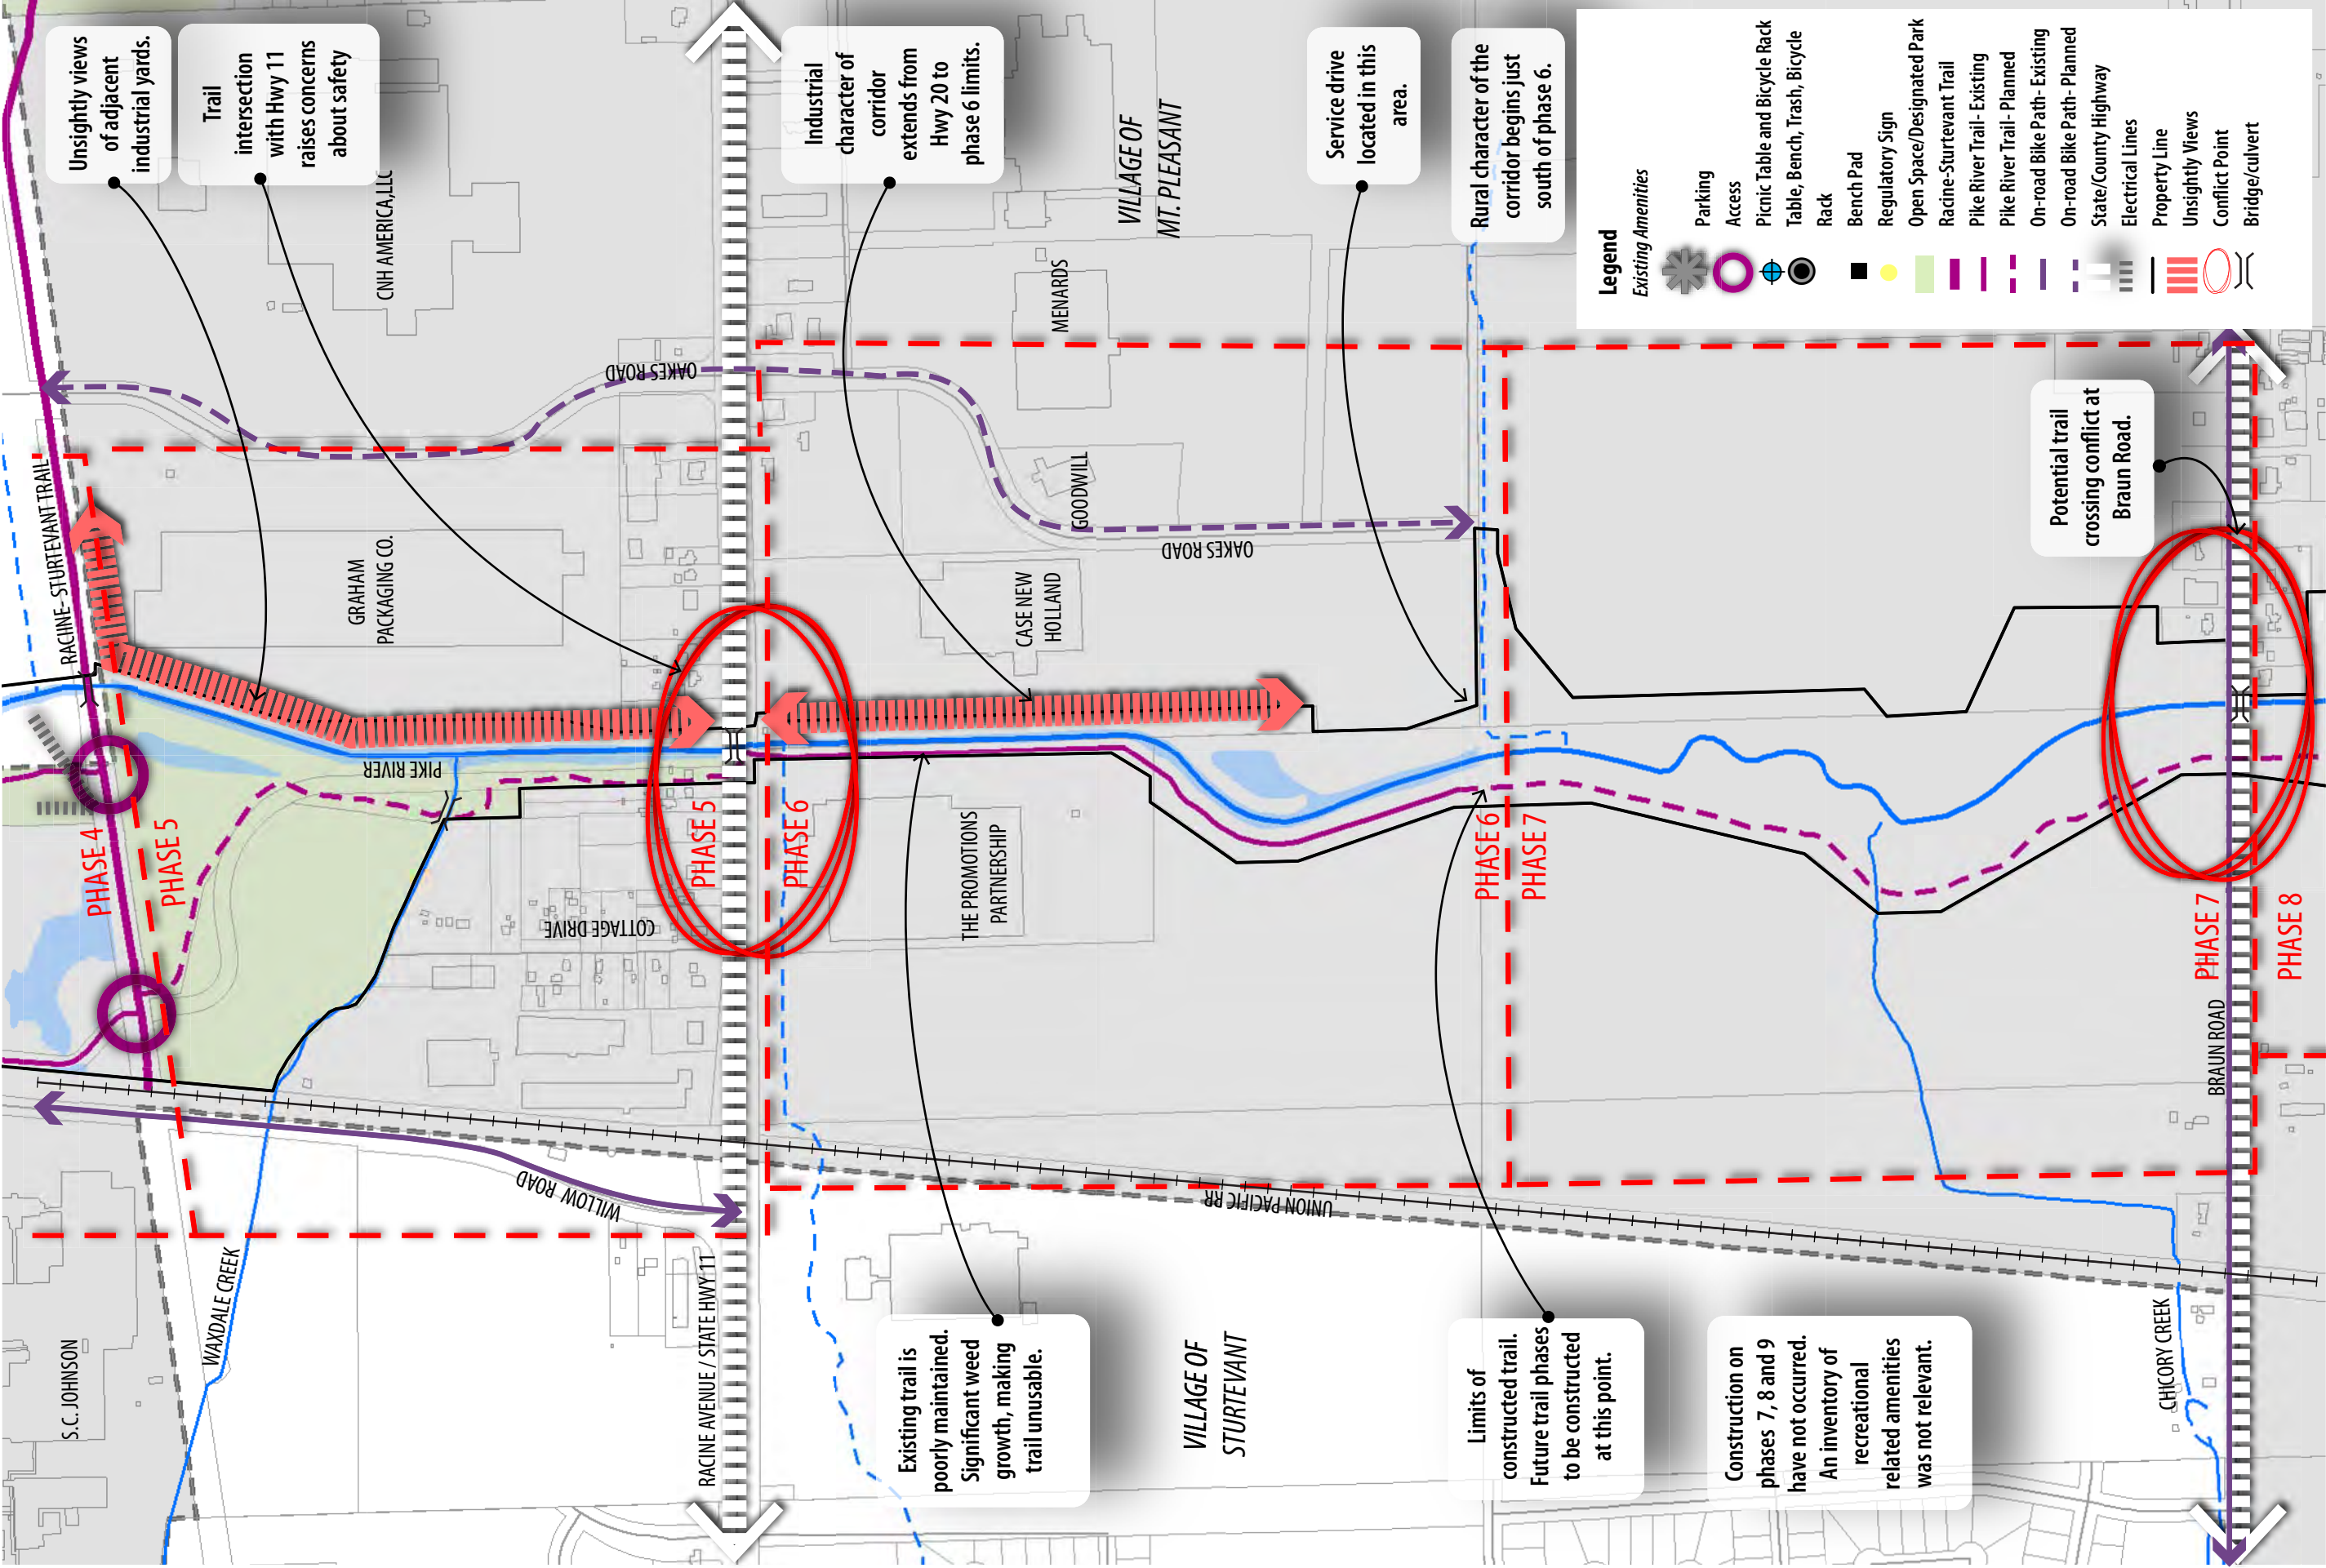 Unsightly views
of adjacent
industrial yards.
Trail
intersection
with Hwy 11
raises concerns
about safety
Industrial
character of
corridor
extends from
Hwy 20 to
phase 6 limits.
Service drive
located in this
area.
Rural character of the
corridor begins just
south of phase 6.
Potential trail
crossing conflict at
Braun Road.
Existing trail is
poorly maintained.
Significant weed
growth, making
trail unusable.
Limits of
constructed trail.
Future trail phases
to be constructed
at this point.
Construction on
phases 7, 8 and 9
have not occurred.
An inventory of
recreational
related amenities
was not relevant.
CNH AMERICA,LLC
VILLAGE OF
MT. PLEASANT
MENARDS
OAKES ROAD
RACINE- STURTEVANT TRAIL
GRAHAM
PACKAGING CO.
GOODWILL
OAKES ROAD
CASE NEW
HOLLAND
PIKE RIVER
PHASE 4
PHASE 5
PHASE 5
PHASE 6
COTTAGE DRIVE
THE PROMOTIONS
PARTNERSHIP
PHASE 6
PHASE 7
PHASE 7
PHASE 8
BRAUN ROAD
WILLOW ROAD
UNION PACIFIC RR
WAXDALE CREEK
S.C. JOHNSON
RACINE AVENUE / STATE HWY 11
VILLAGE OF
STURTEVANT
CHICORY CREEK
Legend
Existing Amenities
Parking
Access
Picnic Table and Bicycle Rack
Table, Bench, Trash, Bicycle
Rack
Bench Pad
Regulatory Sign
Open Space/Designated Park
Racine-Sturtevant Trail
Pike River Trail- Existing
Pike River Trail- Planned
On-road Bike Path- Existing
On-road Bike Path- Planned
State/County Highway
Electrical Lines
Property Line
Unsightly Views
Conflict Point
Bridge/culvert